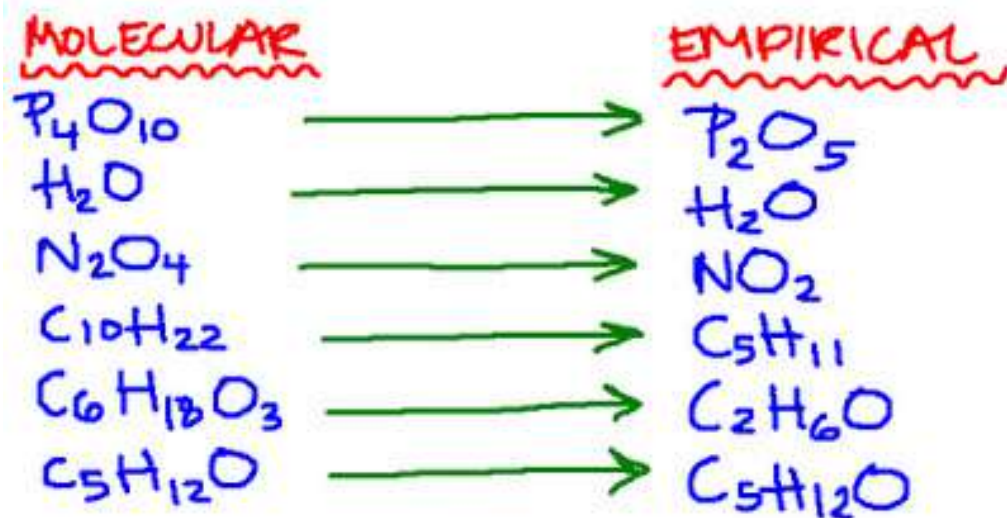 MOLECULAR EMPIRICAL
P₄O₁₀ P₂O₅
H₂O H₂O
N₂O₄ NO₂
C₁₀H₂₂ C₅H₁₁
C₆H₁₈O₃ C₂H₆O
C₅H₁₂O C₅H₁₂O